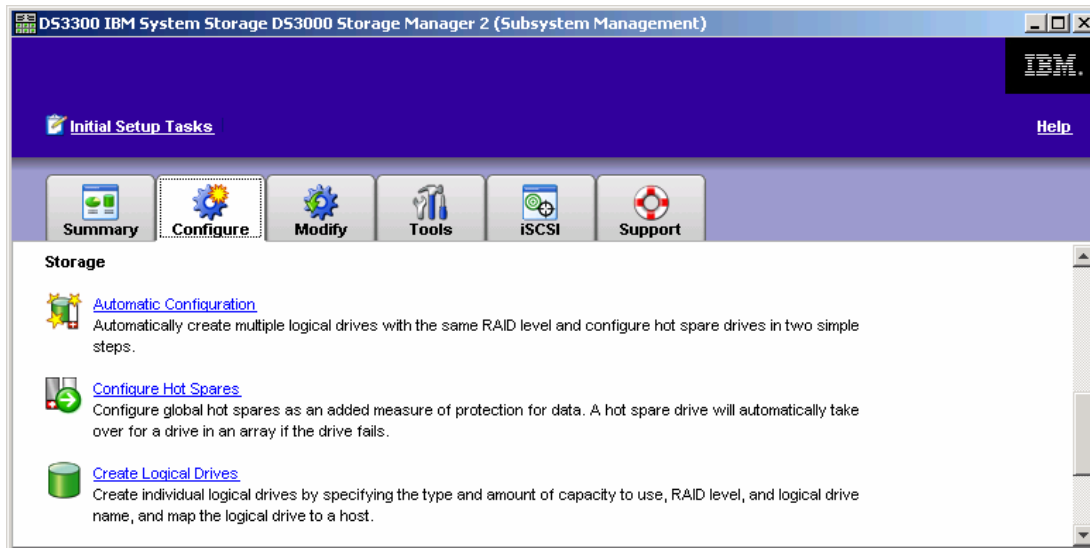 DS3300 IBM System Storage DS3000 Storage Manager 2 (Subsystem Management)
IBM.
Initial Setup Tasks
Help
Summary
Configure
Modify
Tools
iSCSI
Support
Storage
Automatic Configuration
Automatically create multiple logical drives with the same RAID level and configure hot spare drives in two simple
steps.
Configure Hot Spares
Configure global hot spares as an added measure of protection for data. A hot spare drive will automatically take
over for a drive in an array if the drive fails.
Create Logical Drives
Create individual logical drives by specifying the type and amount of capacity to use, RAID level, and logical drive
name, and map the logical drive to a host.